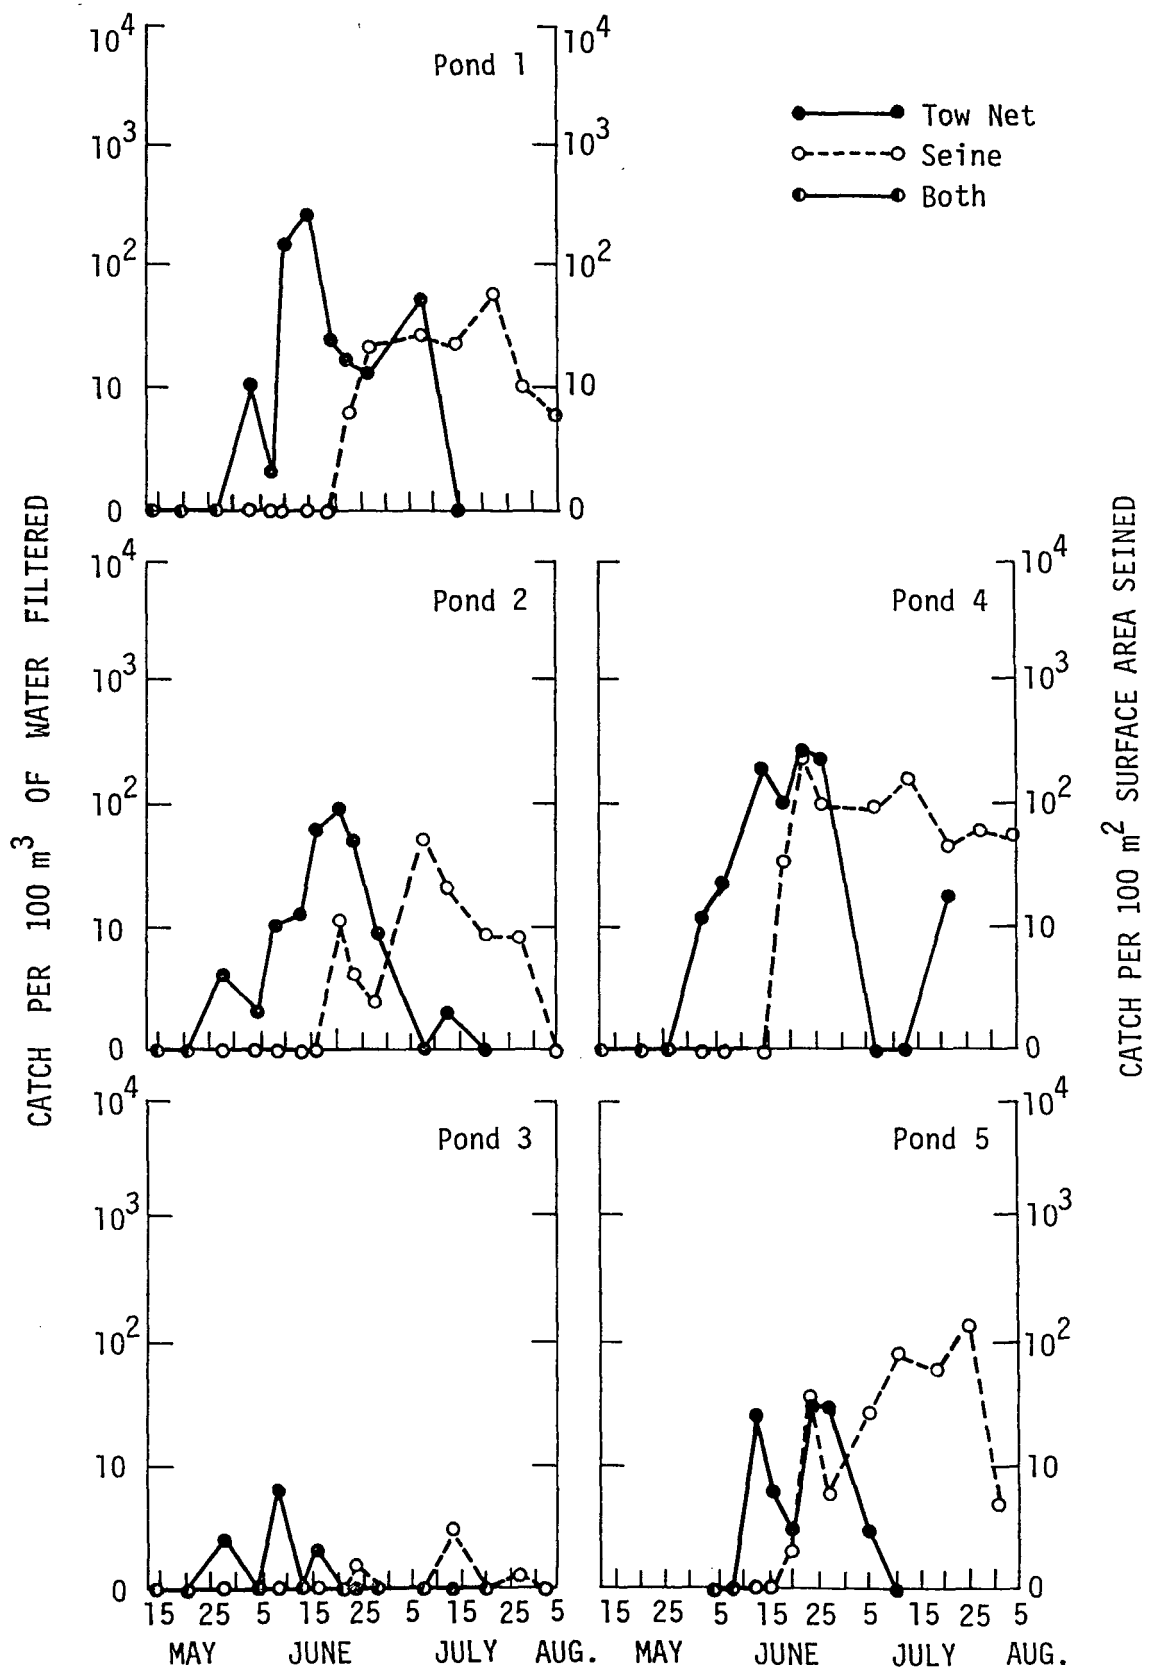 Pond 1
10⁴ 10⁴
10³ 10³
10² 10²
10 10
0 0
Tow Net
Seine
Both
CATCH PER 100 m³ OF WATER FILTERED
Pond 2
10⁴
10³
10²
10
0
Pond 4
10⁴
10³
10²
10
0
CATCH PER 100 m² SURFACE AREA SEINED
Pond 3
10⁴
10³
10²
10
0
15 25 5 15 25 5 15 25 5
MAY JUNE JULY AUG.
Pond 5
10⁴
10³
10²
10
0
15 25 5 15 25 5 15 25 5
MAY JUNE JULY AUG.